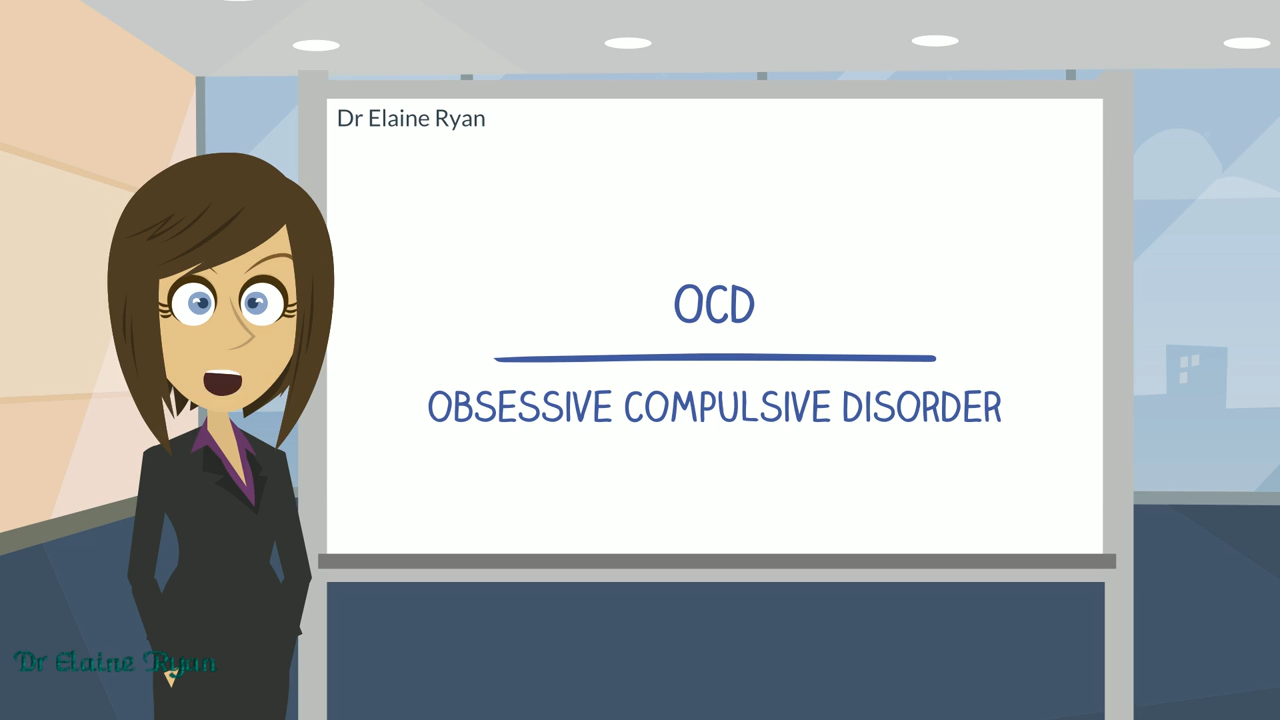 Dr Elaine Ryan
OCD
OBSESSIVE COMPULSIVE DISORDER
Dr Elaine Ryan